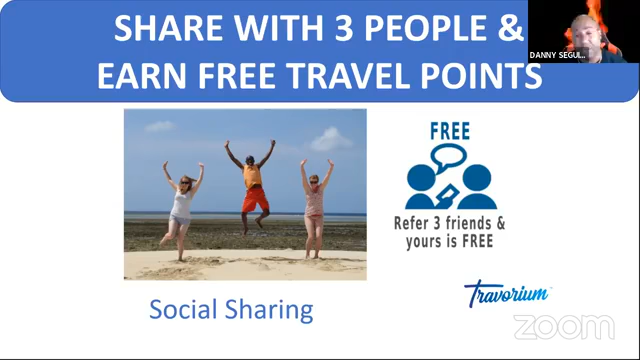 SHARE WITH 3 PEOPLE &
EARN FREE TRAVEL POINTS
DANNY SEGUI...
FREE
Refer 3 friends &
yours is FREE
Social Sharing
Travorium
zoom